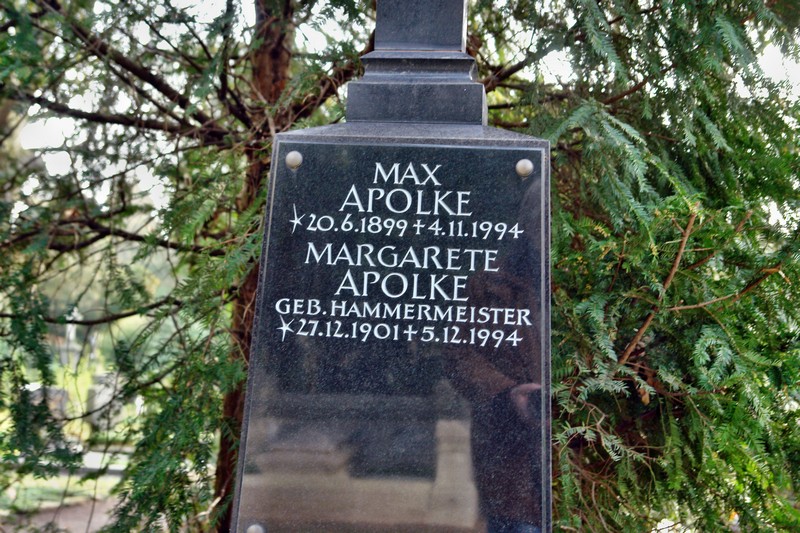 MAX
APOLKE
*20.6.1899 + 4.11.1994
MARGARETE
APOLKE
GEB. HAMMERMEISTER
*27.12.1901 + 5.12.1994